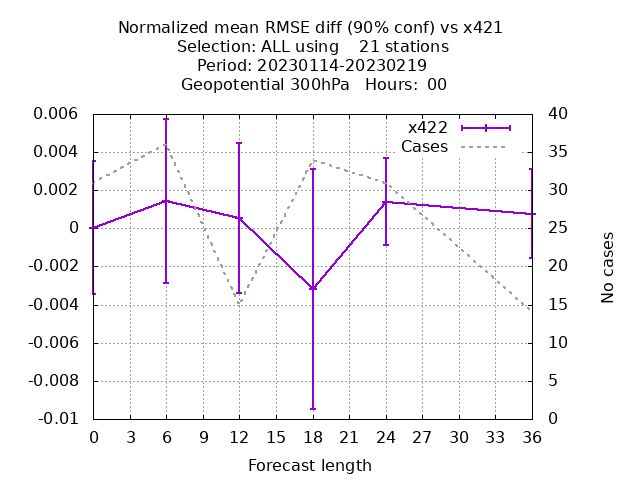 Normalized mean RMSE diff (90% conf) vs x421
Selection: ALL using    21 stations
Period: 20230114-20230219
Geopotential 300hPa   Hours:  00
x422
Cases
0.006
0.004
0.002
0
-0.002
-0.004
-0.006
-0.008
-0.01
40
35
30
25
20
15
10
5
0
No cases
0 3 6 9 12 15 18 21 24 27 30 33 36
Forecast length